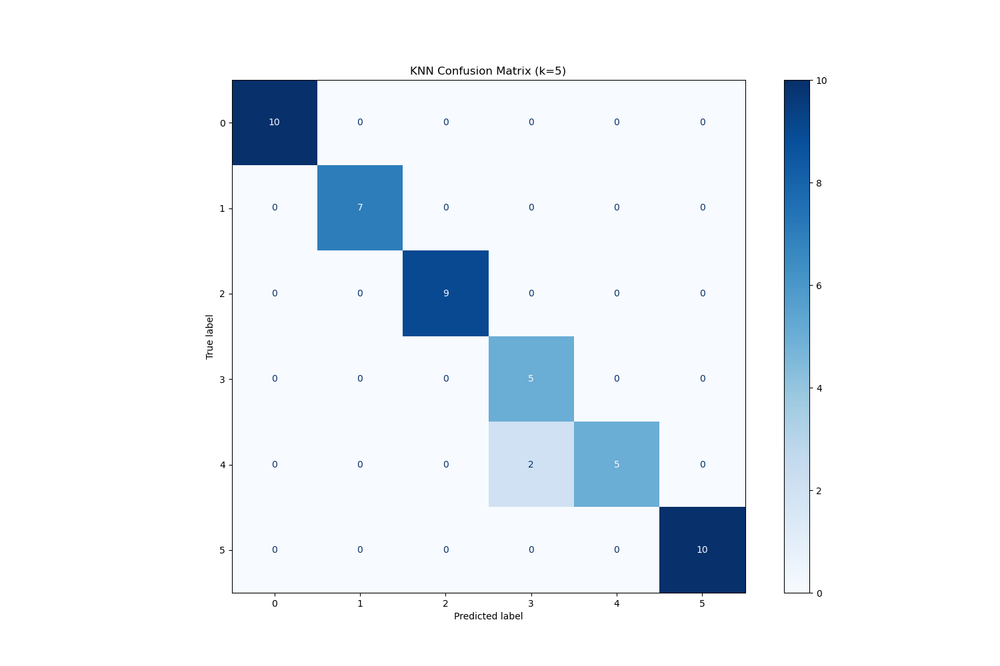 KNN Confusion Matrix (k=5)
10
0 10 0 0 0 0 0
8
1 0 7 0 0 0 0
2 0 0 9 0 0 0
6
True label
3 0 0 0 5 0 0
4
4 0 0 0 2 5 0
2
5 0 0 0 0 0 10
0
0 1 2 3 4 5
Predicted label